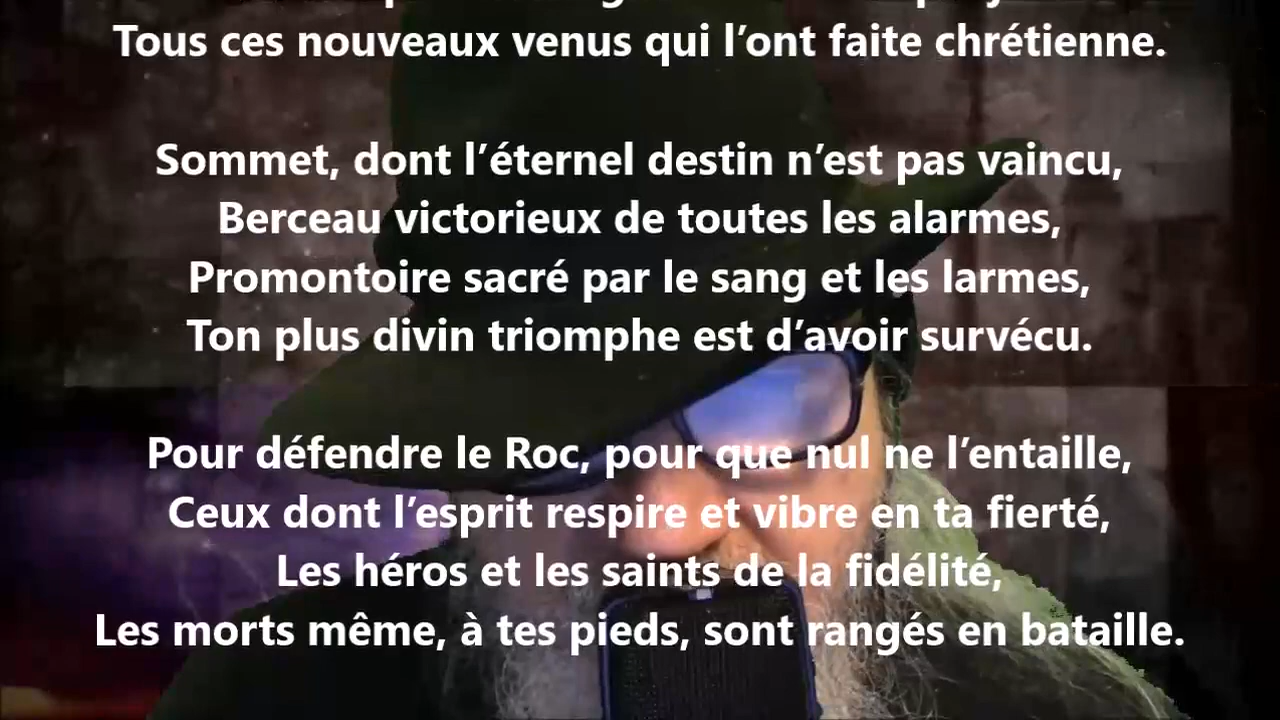 Tous ces nouveaux venus qui l’ont faite chrétienne.
Sommet, dont l’éternel destin n’est pas vaincu,
Berceau victorieux de toutes les alarmes,
Promontoire sacré par le sang et les larmes,
Ton plus divin triomphe est d’avoir survécu.
Pour défendre le Roc, pour que nul ne l’entaille,
Ceux dont l’esprit respire et vibre en ta fierté,
Les héros et les saints de la fidélité,
Les morts même, à tes pieds, sont rangés en bataille.